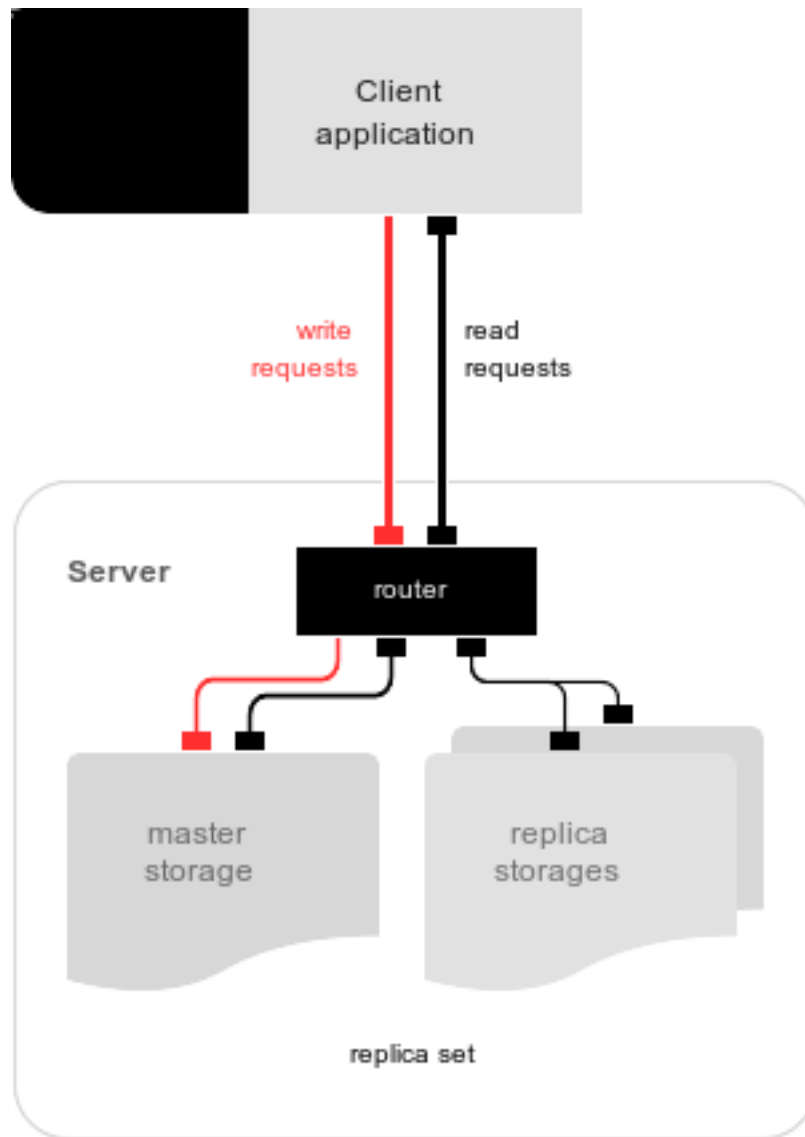 Client
application
write
requests
read
requests
Server
router
master
storage
replica
storages
replica set